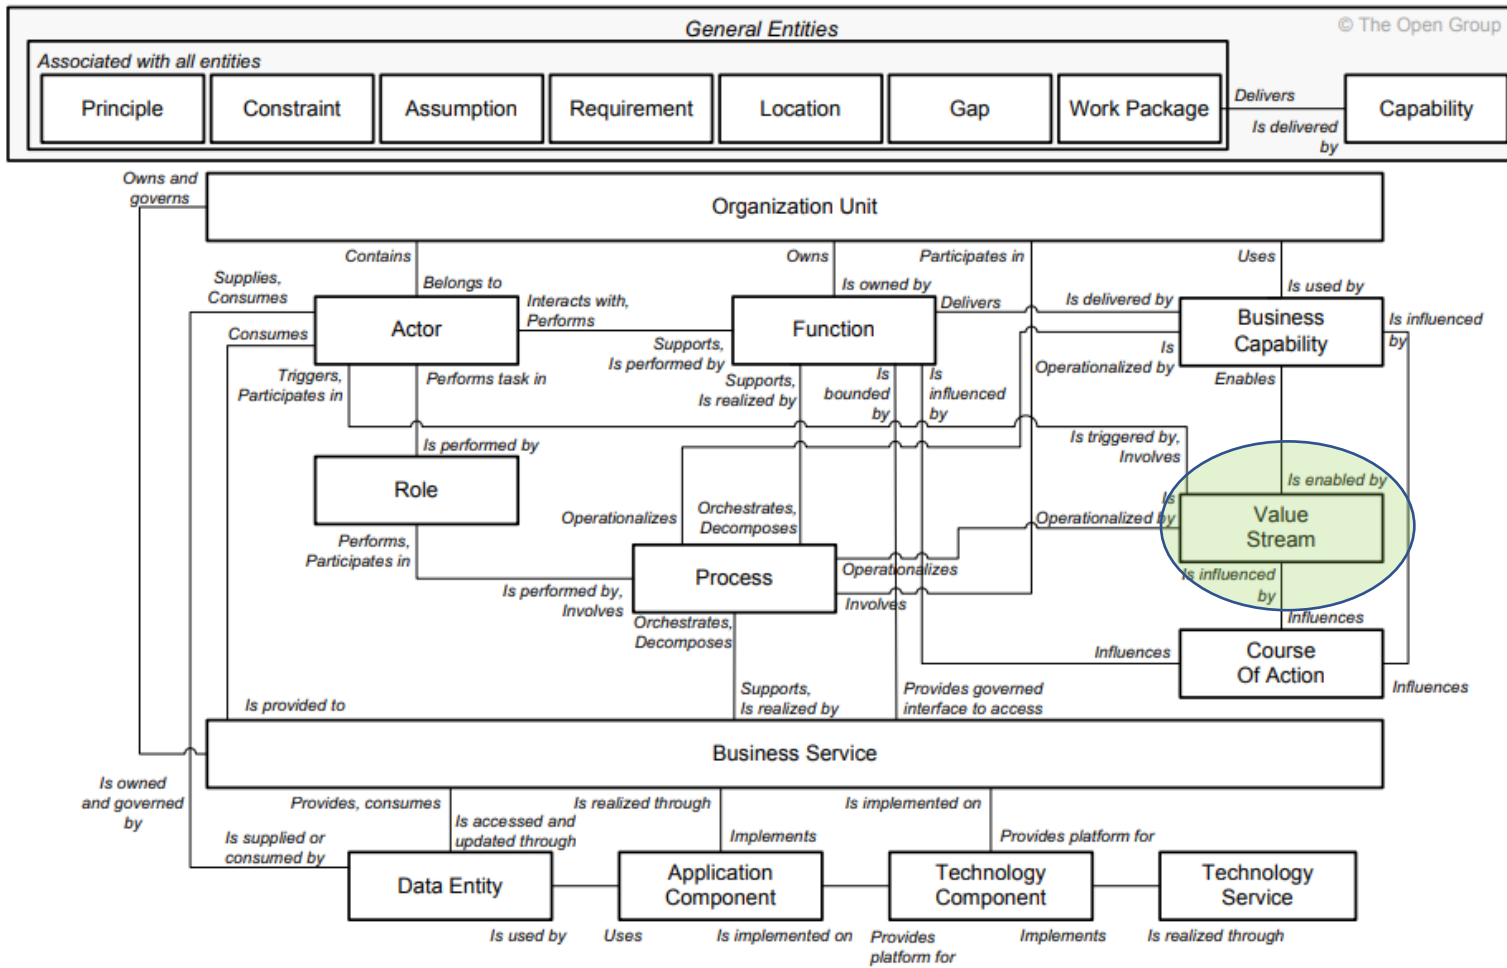 General Entities
© The Open Group
Associated with all entities
Principle
Constraint
Assumption
Requirement
Location
Gap
Work Package
Delivers
Is delivered
by
Capability
Owns and
governs
Organization Unit
Contains
Owns
Participates in
Uses
Supplies,
Consumes
Belongs to
Is owned by
Is used by
Interacts with,
Performs
Delivers
Is delivered by
Consumes
Actor
Function
Business
Capability
Is influenced
by
Supports,
Is performed by
Is
Operationalized by
Triggers,
Participates in
Performs task in
Supports,
Is realized by
Is
bounded
by
Is
influenced
by
Enables
Is performed by
Is triggered by,
Involves
Role
Is enabled by
Operationalizes
Orchestrates,
Decomposes
Is
Operationalized by
Value
Stream
Performs,
Participates in
Process
Operationalizes
Is influenced
by
Is performed by,
Involves
Involves
Orchestrates,
Decomposes
Influences
Influences
Course
Of Action
Influences
Is provided to
Supports,
Is realized by
Provides governed
interface to access
Business Service
Is owned
and governed
by
Provides, consumes
Is realized through
Is implemented on
Is accessed and
updated through
Implements
Provides platform for
Is supplied or
consumed by
Data Entity
Application
Component
Technology
Component
Technology
Service
Is used by
Uses
Is implemented on
Provides
platform for
Implements
Is realized through